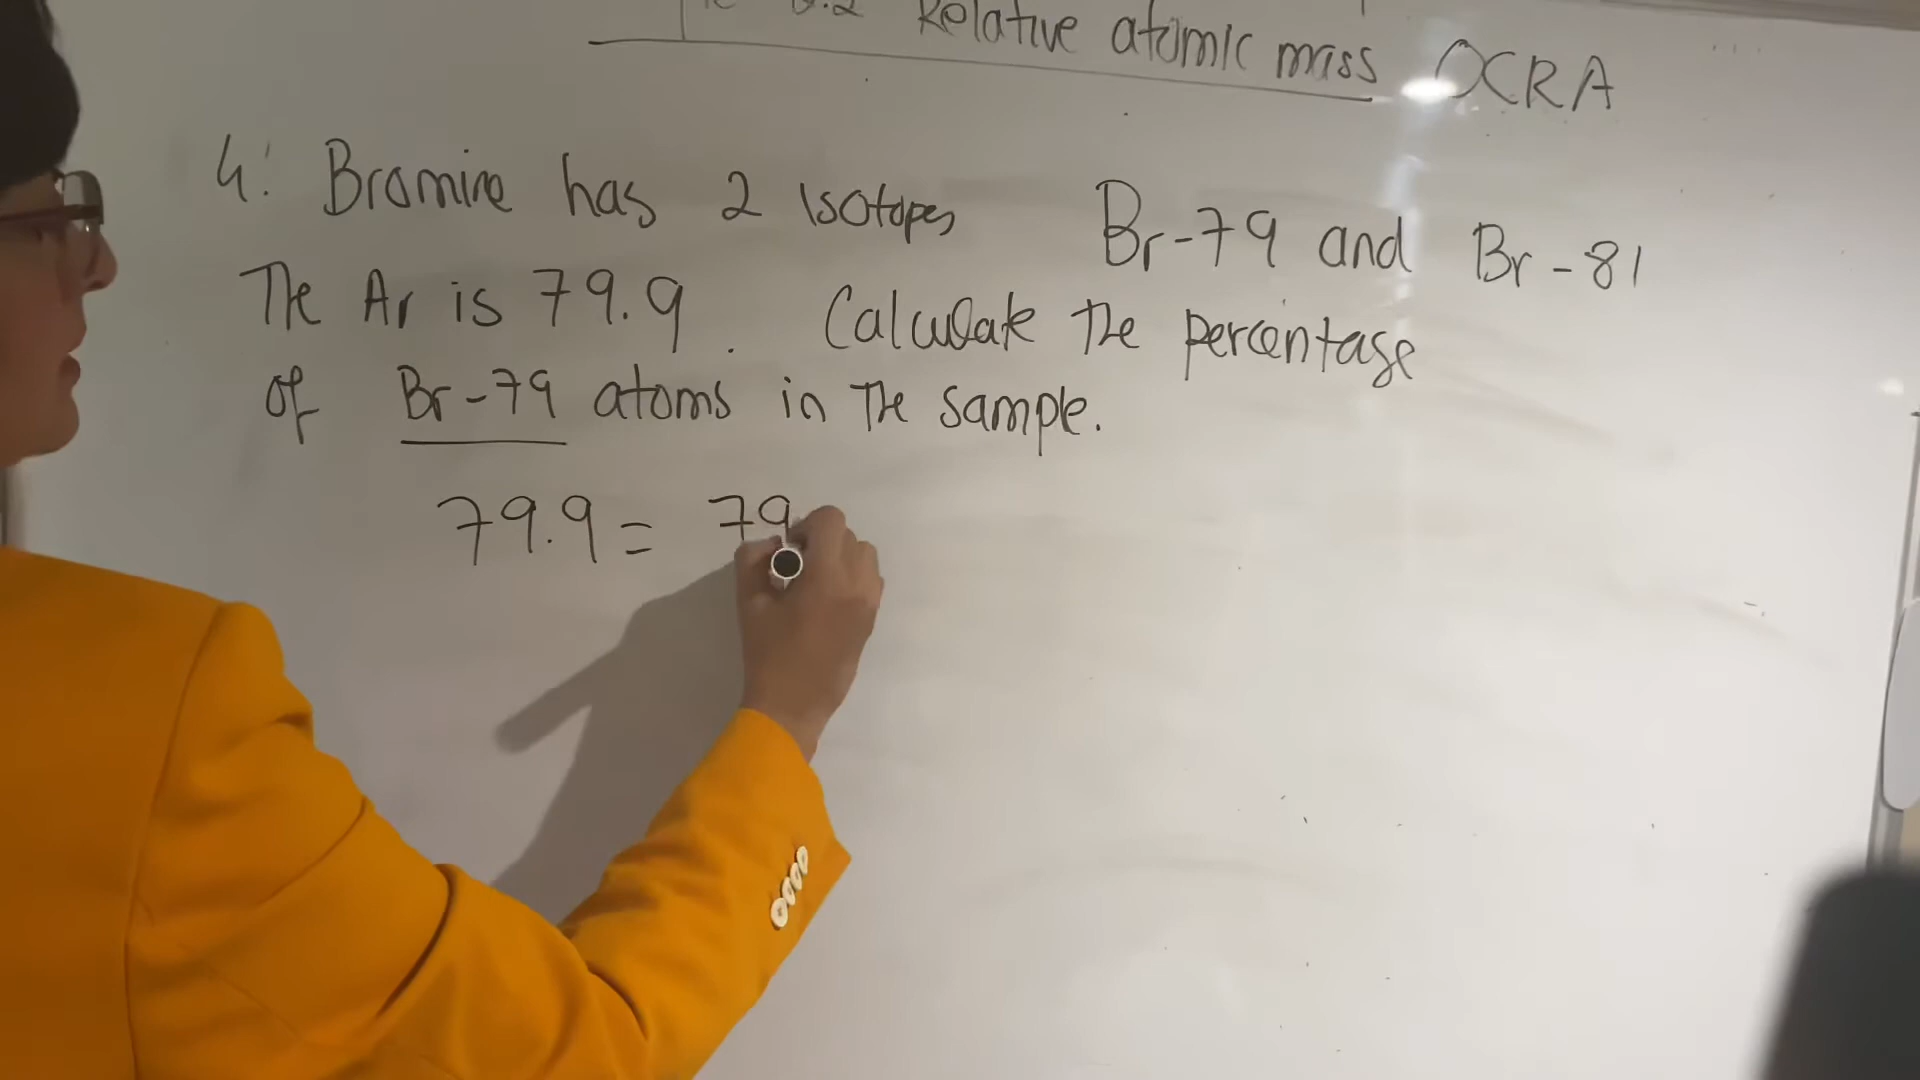 Relative atomic mass OCRA
4: Bromine has 2 isotopes Br-79 and Br-81
The Ar is 79.9. Calculate the percentage
of Br-79 atoms in the sample.
79.9 = 79